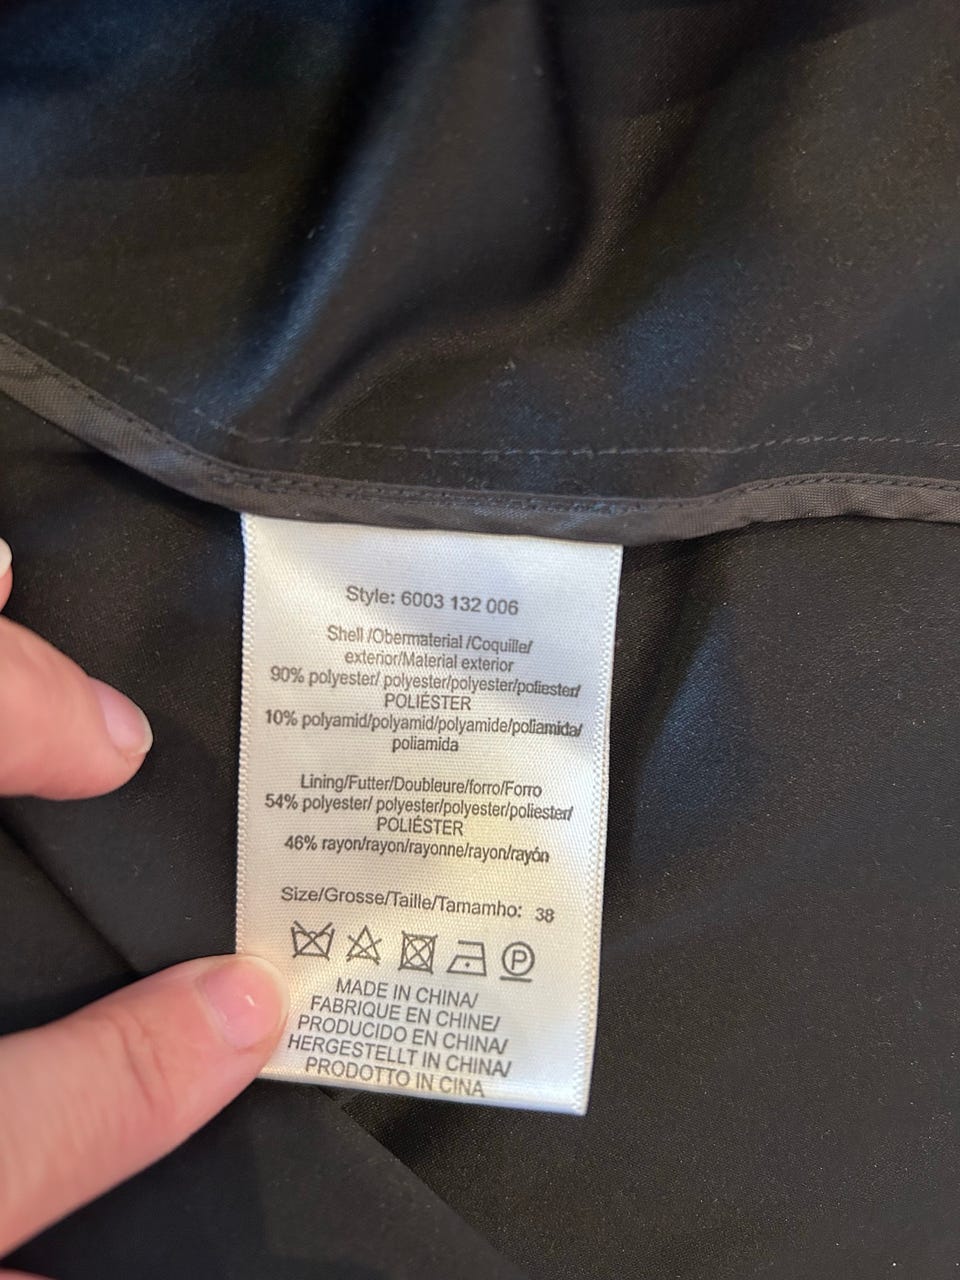 Style: 6003 132 006
Shell /Obermaterial /Coquille/
exterior/Material exterior
90% polyester/ polyester/polyester/poliester/
POLIÉSTER
10% polyamid/polyamid/polyamide/poliamida/
poliamida
Lining/Futter/Doubleure/forro/Forro
54% polyester/ polyester/polyester/poliester/
POLIÉSTER
46% rayon/rayon/rayonne/rayon/rayón
Size/Grosse/Taille/Tamamho: 38
P
MADE IN CHINA/
FABRIQUE EN CHINE/
PRODUCIDO EN CHINA/
HERGESTELLT IN CHINA/
PRODOTTO IN CINA